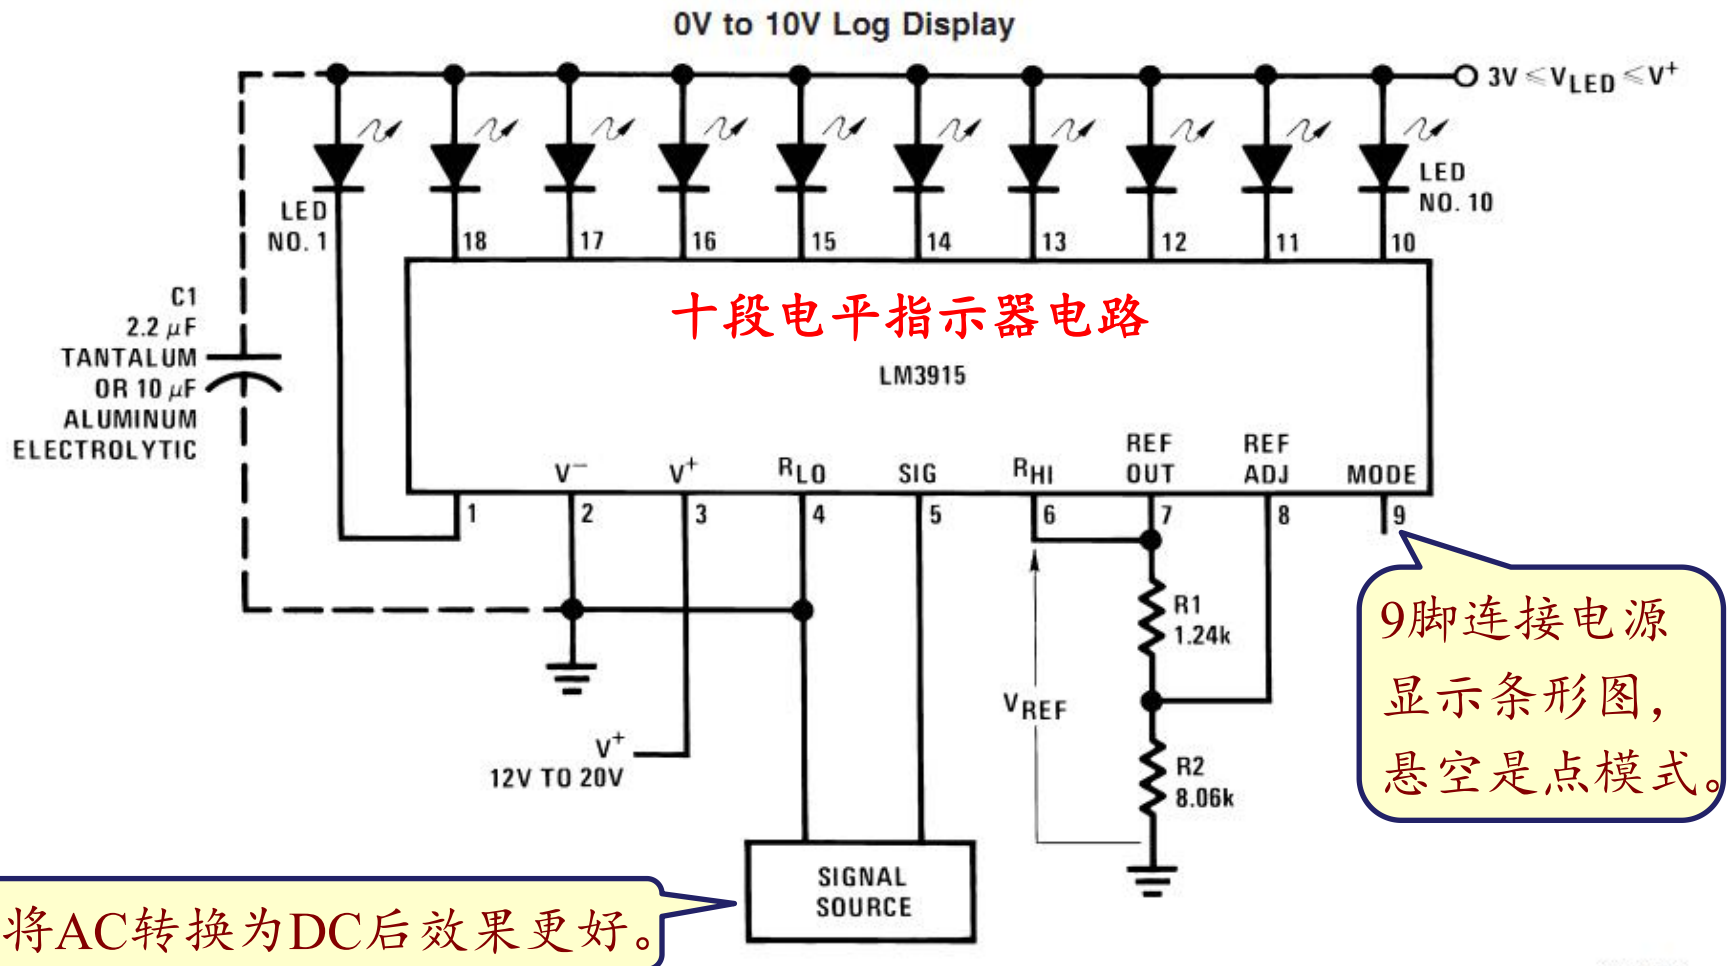 0V to 10V Log Display
3V ≤ VLED ≤ V+
LED
NO. 1
LED
NO. 10
18
17
16
15
14
13
12
11
10
C1
2.2 μF
TANTALUM
OR 10 μF
ALUMINUM
ELECTROLYTIC
十段电平指示器电路
LM3915
V−
V+
RLO
SIG
RHI
REF
OUT
REF
ADJ
MODE
1
2
3
4
5
6
7
8
9
R1
1.24k
VREF
R2
8.06k
V+
12V TO 20V
9脚连接电源
显示条形图,
悬空是点模式。
SIGNAL
SOURCE
将AC转换为DC后效果更好。